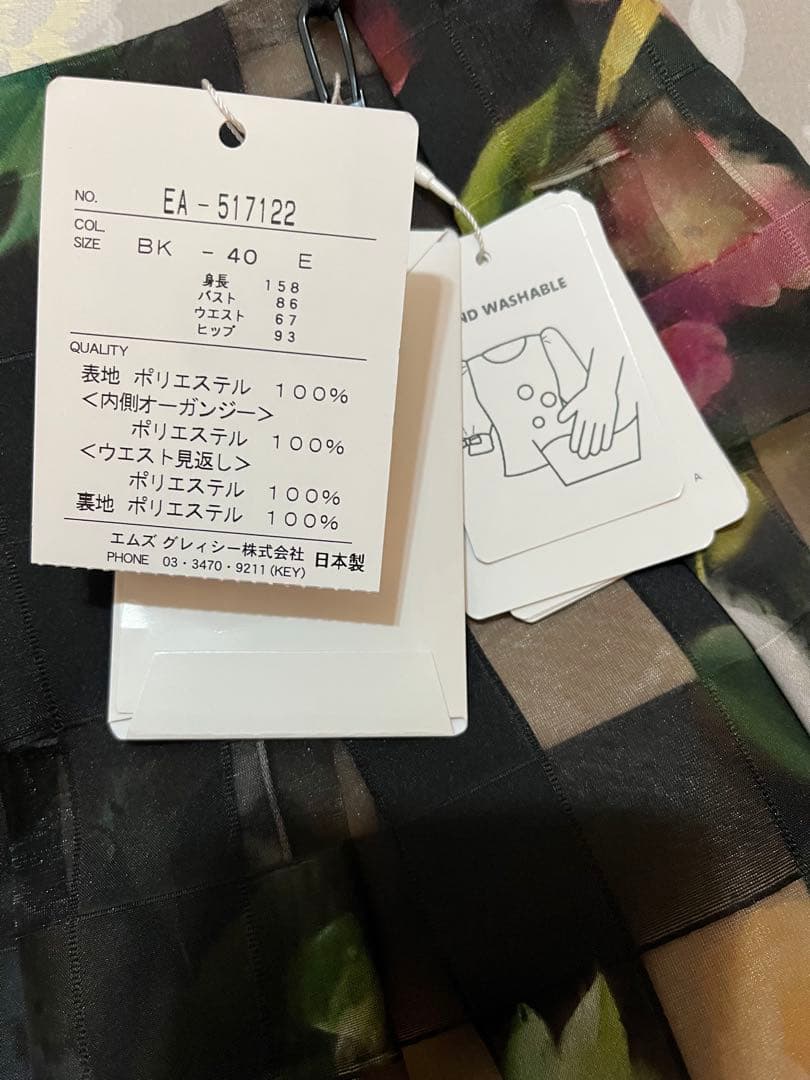 NO. EA-517122
COL.
SIZE BK -40 E
身長 158
バスト 86
ウエスト 67
ヒップ 93
QUALITY
表地 ポリエステル 100%
<内側オーガンジー>
ポリエステル 100%
<ウエスト見返し>
ポリエステル 100%
裏地 ポリエステル 100%
エムズ グレィシー株式会社 日本製
PHONE 03・3470・9211(KEY)
ND WASHABLE
A